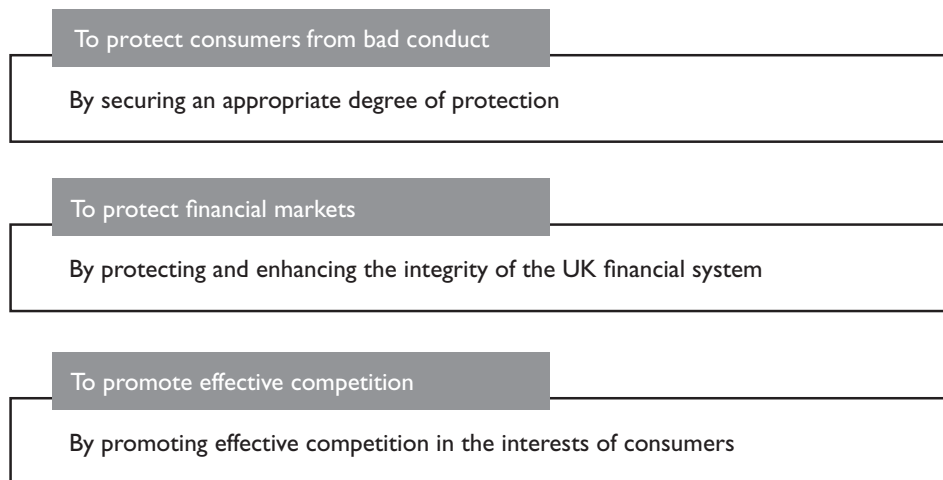 To protect consumers from bad conduct
By securing an appropriate degree of protection
To protect financial markets
By protecting and enhancing the integrity of the UK financial system
To promote effective competition
By promoting effective competition in the interests of consumers